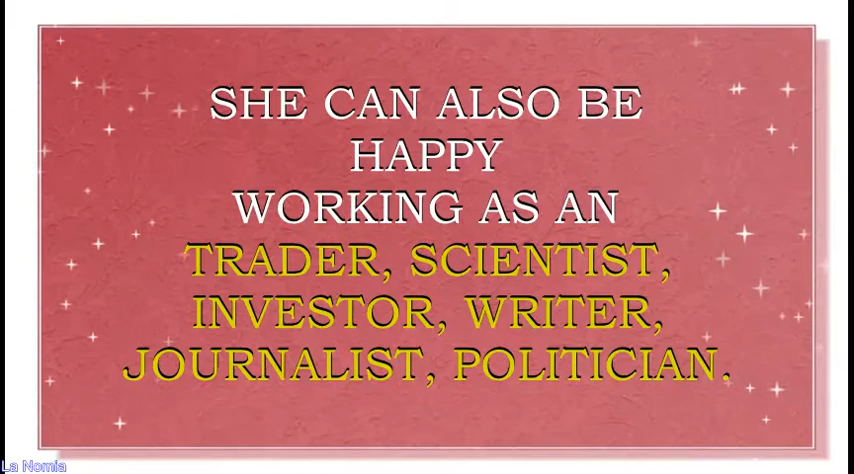 SHE CAN ALSO BE
HAPPY
WORKING AS AN
TRADER, SCIENTIST,
INVESTOR, WRITER,
JOURNALIST, POLITICIAN.
La Nomia